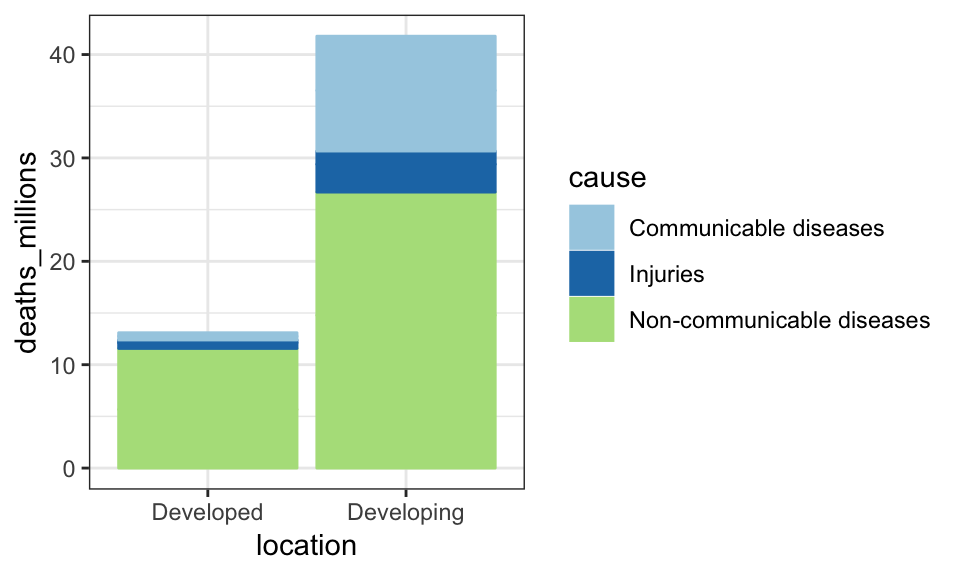 deaths_millions
40
30
20
10
0
Developed
Developing
location
cause
Communicable diseases
Injuries
Non-communicable diseases